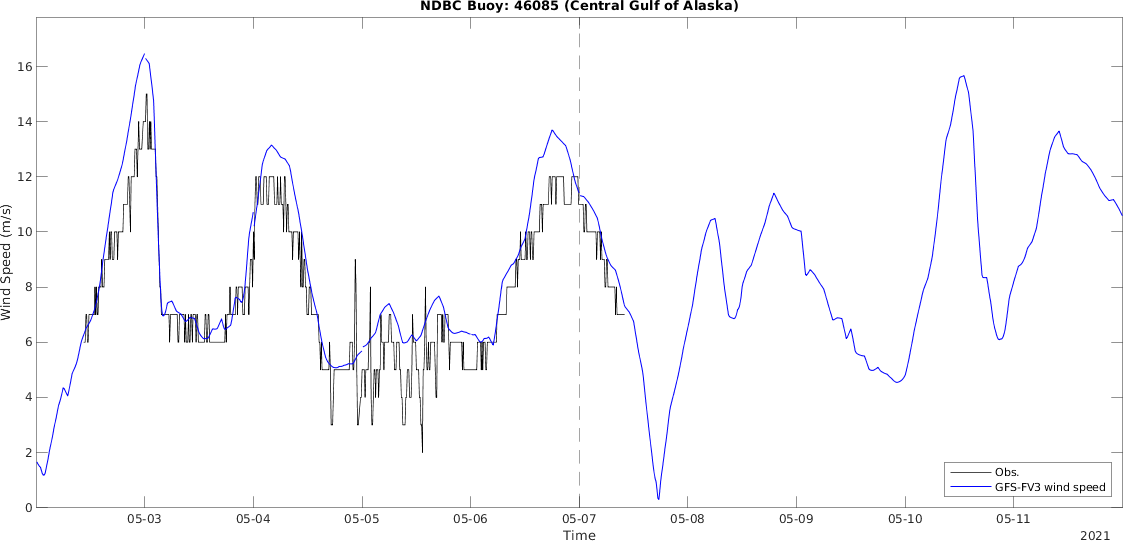 NDBC Buoy: 46085 (Central Gulf of Alaska)
Wind Speed (m/s)
16
14
12
10
8
6
4
2
0
05-03 05-04 05-05 05-06 05-07 05-08 05-09 05-10 05-11
Time
2021
Obs.
GFS-FV3 wind speed